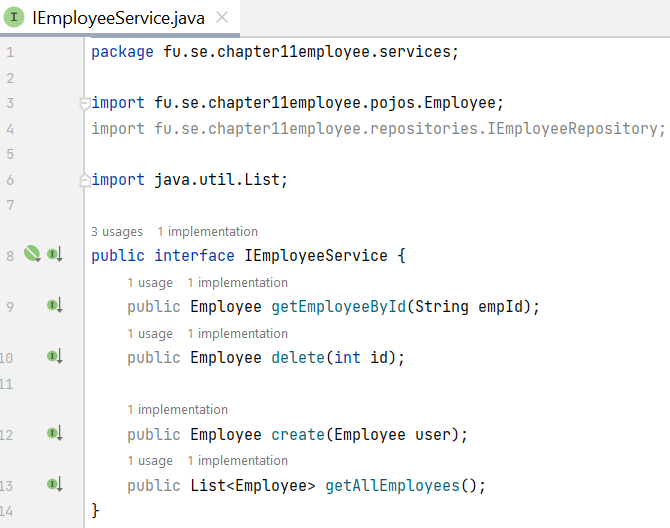 I IEmployeeService.java ×
1 package fu.se.chapter11employee.services;
2
3 import fu.se.chapter11employee.pojos.Employee;
4 import fu.se.chapter11employee.repositories.IEmployeeRepository;
5
6 import java.util.List;
7
3 usages 1 implementation
8 public interface IEmployeeService {
1 usage 1 implementation
9 public Employee getEmployeeById(String empId);
1 usage 1 implementation
10 public Employee delete(int id);
11
1 implementation
12 public Employee create(Employee user);
1 usage 1 implementation
13 public List<Employee> getAllEmployees();
14 }